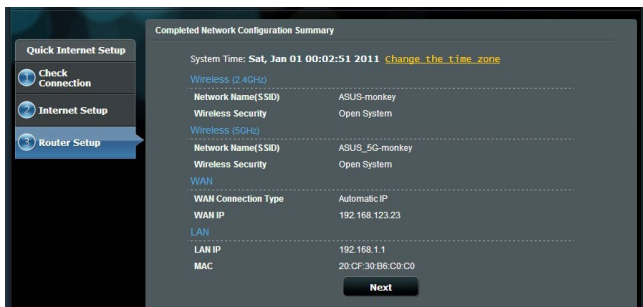 Completed Network Configuration Summary
Quick Internet Setup
1 Check Connection
2 Internet Setup
3 Router Setup
System Time: Sat, Jan 01 00:02:51 2011 Change the time zone
Wireless (2.4GHz)
Network Name(SSID) ASUS-monkey
Wireless Security Open System
Wireless (5GHz)
Network Name(SSID) ASUS_5G-monkey
Wireless Security Open System
WAN
WAN Connection Type Automatic IP
WAN IP 192.168.123.23
LAN
LAN IP 192.168.1.1
MAC 20:CF:30:B6:C0:C0
Next